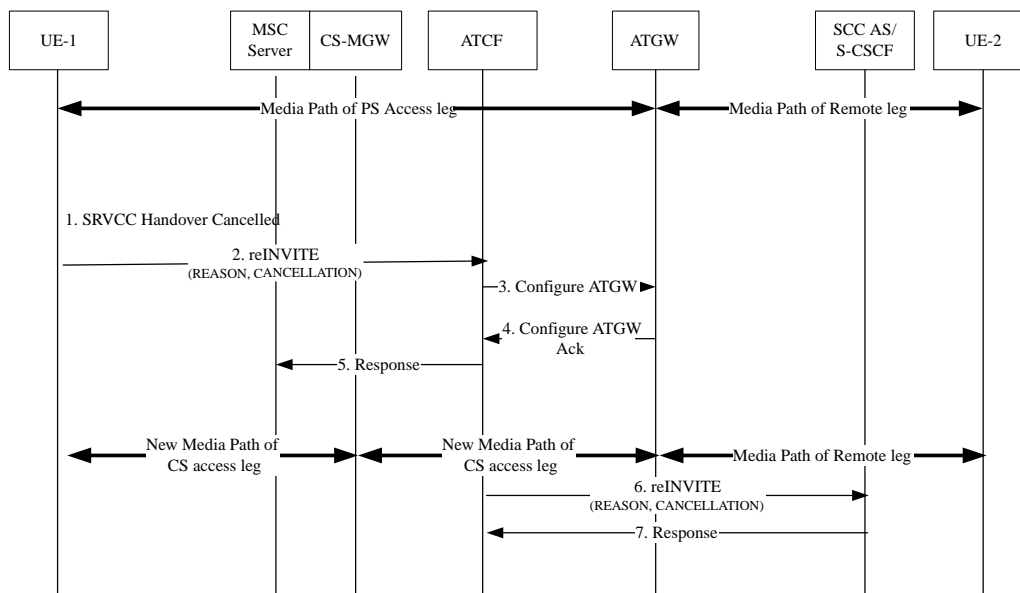 UE-1
MSC
Server
CS-MGW
ATCF
ATGW
SCC AS/
S-CSCF
UE-2
Media Path of PS Access leg
Media Path of Remote leg
1. SRVCC Handover Cancelled
2. reINVITE
(REASON, CANCELLATION)
3. Configure ATGW
4. Configure ATGW
Ack
5. Response
New Media Path of
CS access leg
New Media Path of
CS access leg
Media Path of Remote leg
6. reINVITE
(REASON, CANCELLATION)
7. Response